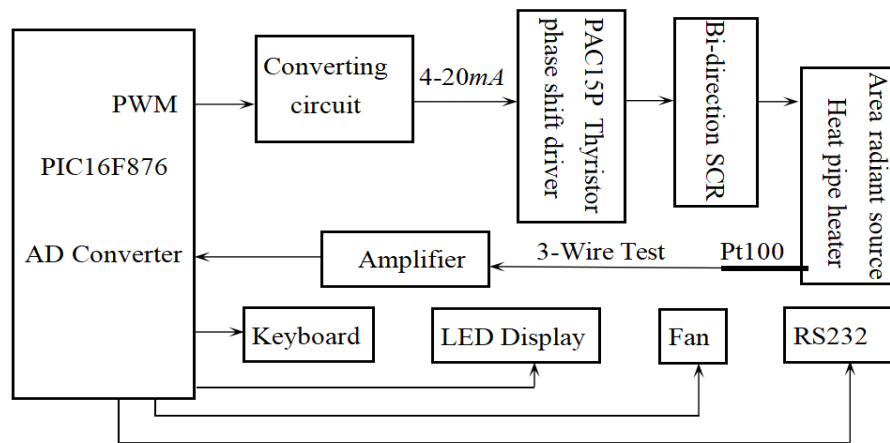 PWM
PIC16F876
AD Converter
Converting
circuit
4-20mA
PAC15P Thyristor
phase shift driver
Bi-direction SCR
Area radiant source
Heat pipe heater
Amplifier
3-Wire Test
Pt100
Keyboard
LED Display
Fan
RS232